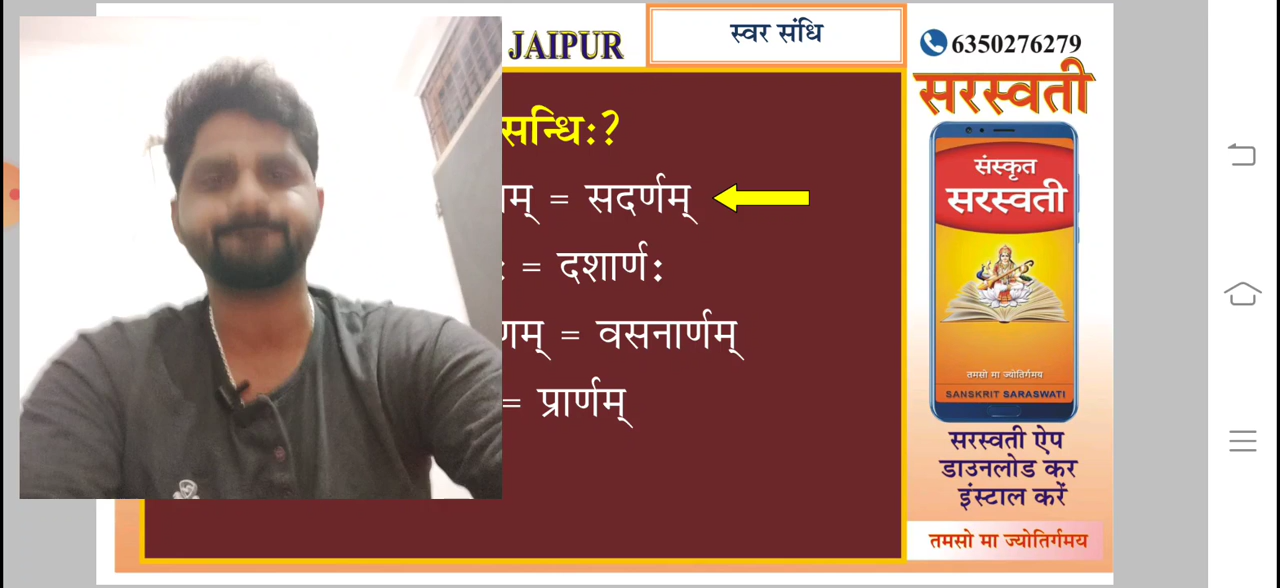 JAIPUR
स्वर संधि
सन्धिः?
म् = सदर्णम्
= दशार्णः
णम् = वसनार्णम्
= प्रार्णम्
6350276279
सरस्वती
संस्कृत
सरस्वती
तमसो मा ज्योतिर्गमय
SANSKRIT SARASWATI
सरस्वती ऐप
डाउनलोड कर
इंस्टाल करें
तमसो मा ज्योतिर्गमय